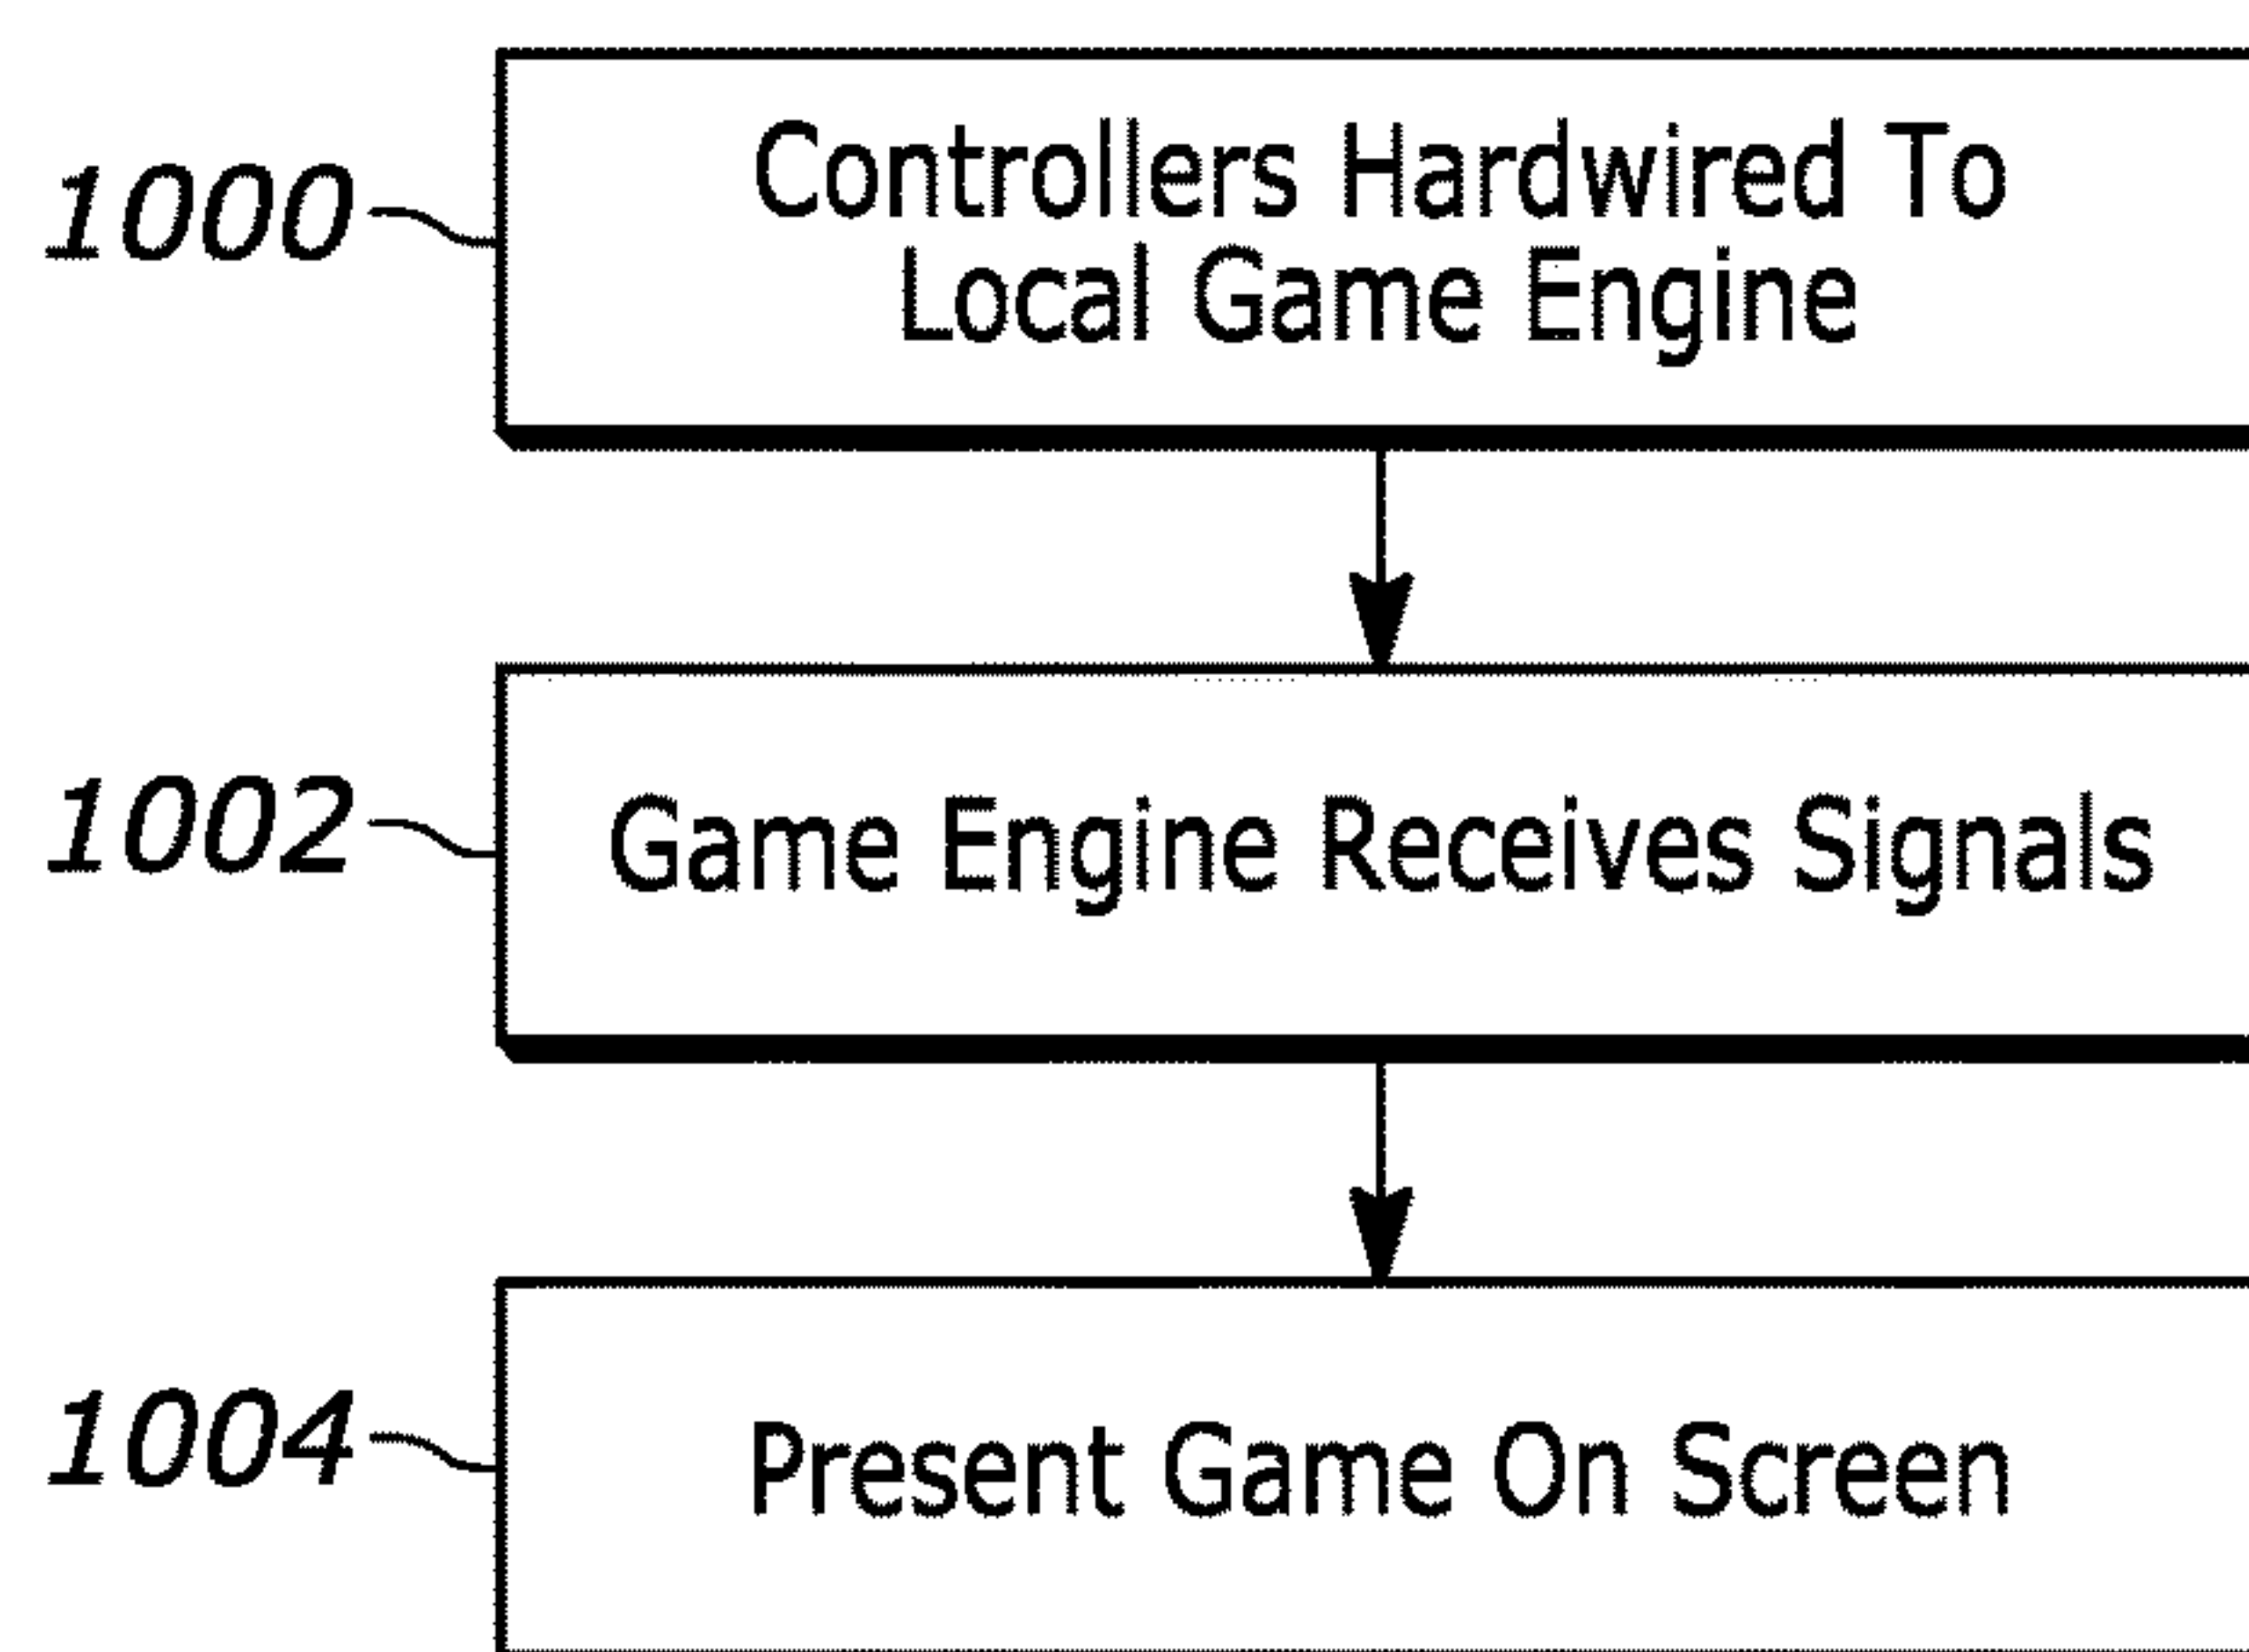 1000
Controllers Hardwired To
Local Game Engine
1002
Game Engine Receives Signals
1004
Present Game On Screen